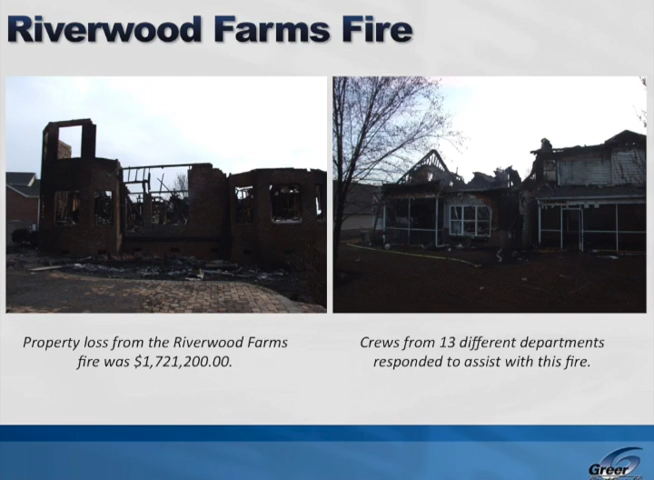 Riverwood Farms Fire
Property loss from the Riverwood Farms
fire was $1,721,200.00.
Crews from 13 different departments
responded to assist with this fire.
Greer